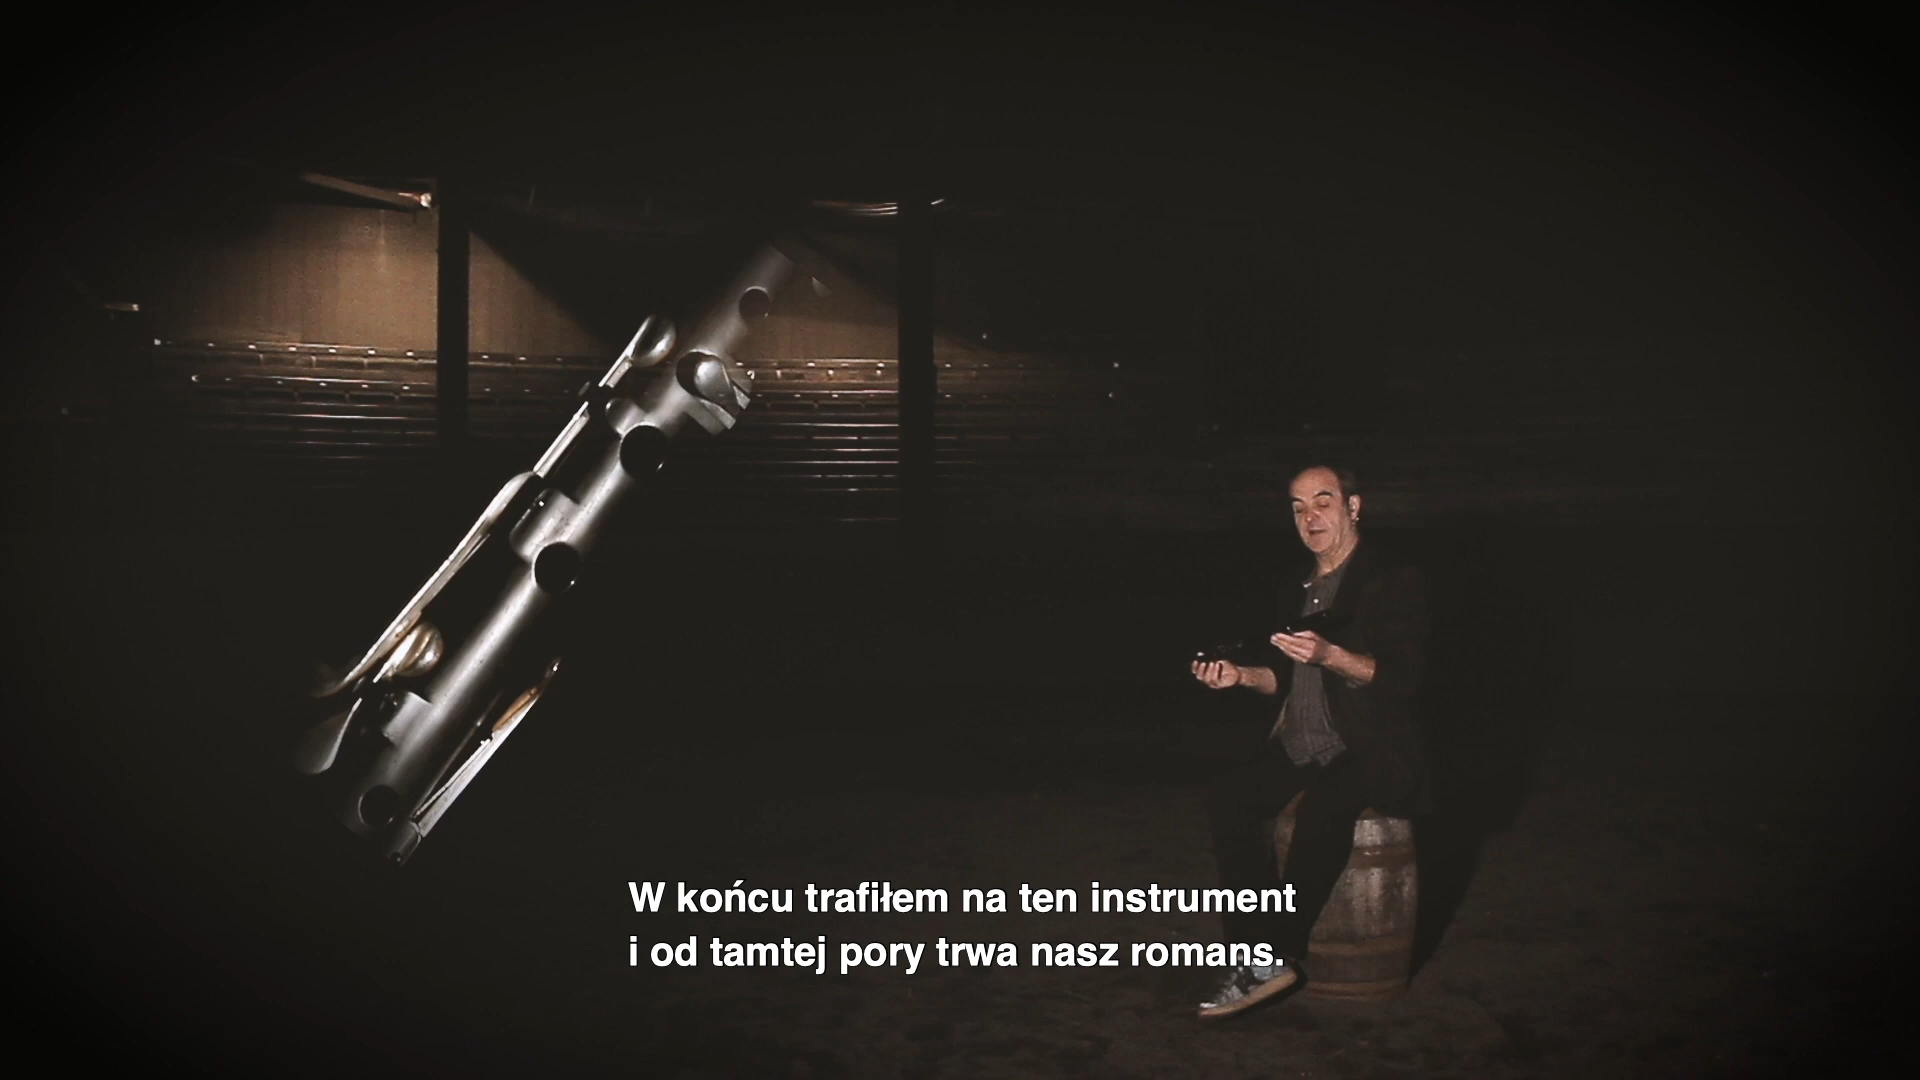 W końcu trafiłem na ten instrument
i od tamtej pory trwa nasz romans.